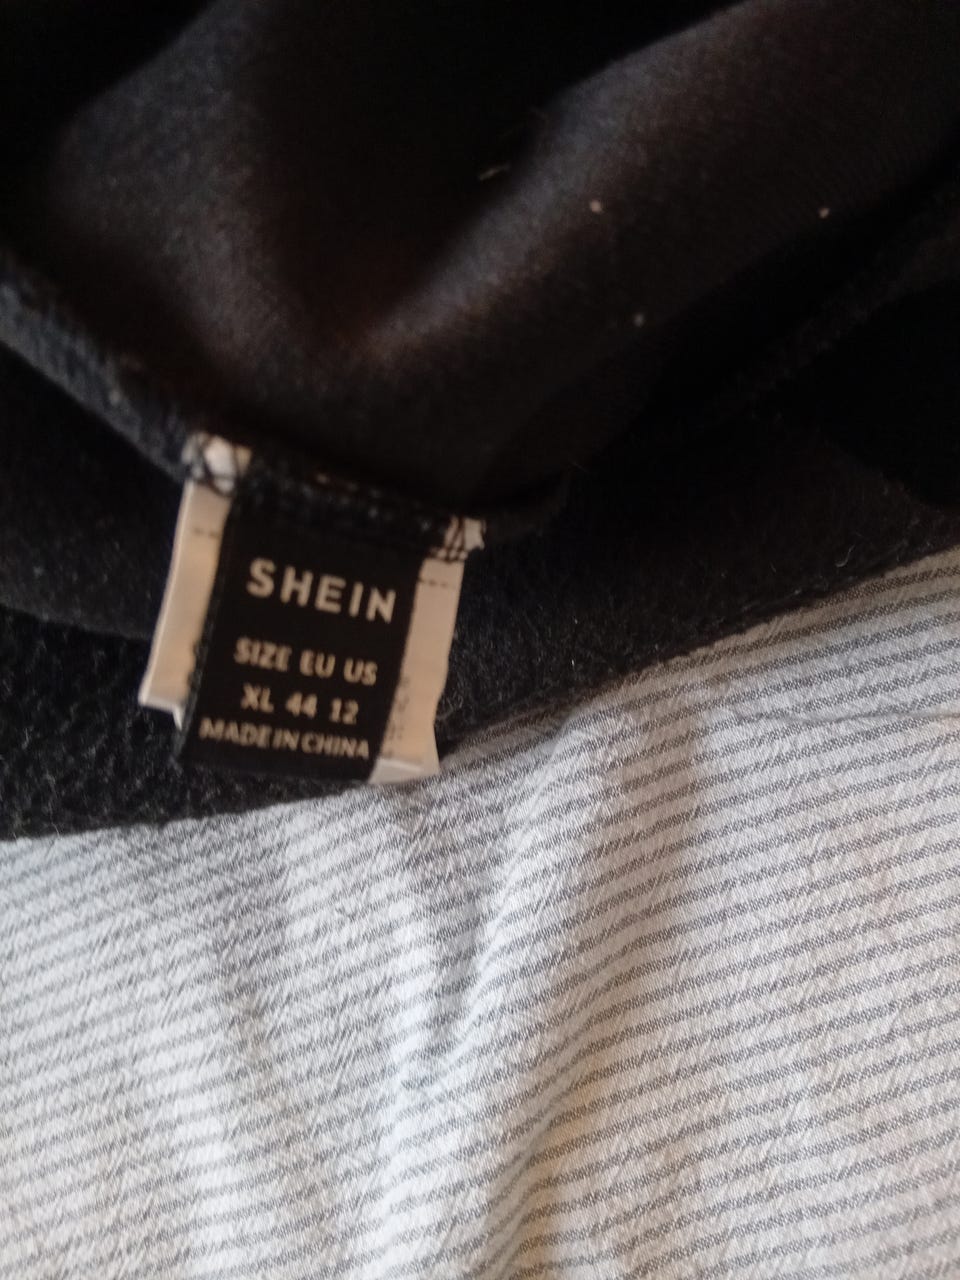 SHEIN
SIZE EU US
XL 44 12
MADE IN CHINA